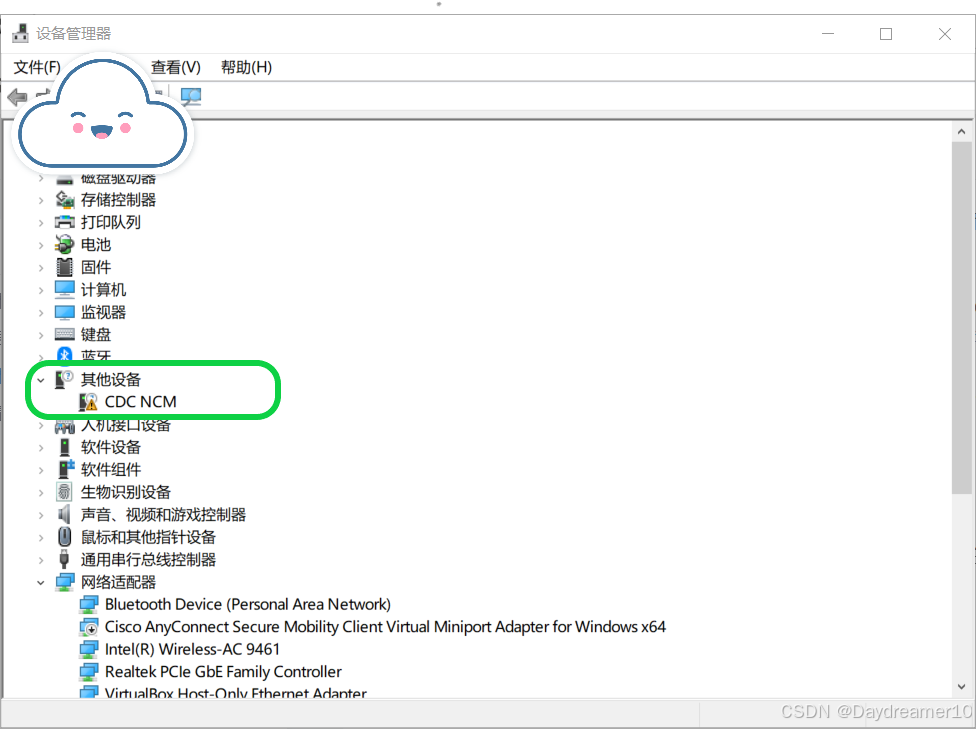 设备管理器
文件(F) 查看(V) 帮助(H)
磁盘驱动器
存储控制器
打印队列
电池
固件
计算机
监视器
键盘
蓝牙
其他设备
CDC NCM
人机接口设备
软件设备
软件组件
生物识别设备
声音、视频和游戏控制器
鼠标和其他指针设备
通用串行总线控制器
网络适配器
Bluetooth Device (Personal Area Network)
Cisco AnyConnect Secure Mobility Client Virtual Miniport Adapter for Windows x64
Intel(R) Wireless-AC 9461
Realtek PCIe GbE Family Controller
VirtualBox Host-Only Ethernet Adapter
CSDN @Daydreamer10